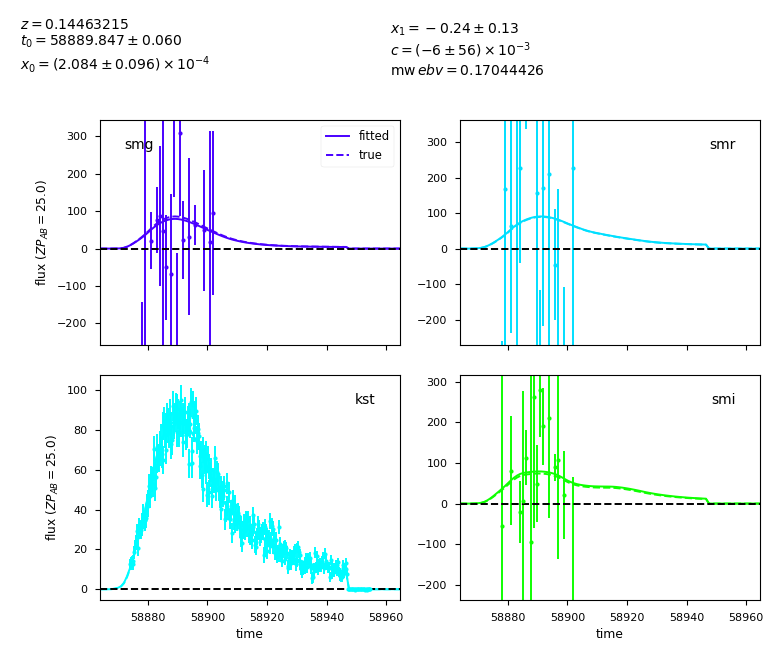 z = 0.14463215
t₀ = 58889.847 ± 0.060
x₀ = (2.084 ± 0.096) × 10⁻⁴
x₁ = −0.24 ± 0.13
c = (−6 ± 56) × 10⁻³
mw ebv = 0.17044426
smg
fitted
true
300
200
100
0
−100
−200
flux (ZP_AB = 25.0)
smr
300
200
100
0
−100
−200
kst
100
80
60
40
20
0
flux (ZP_AB = 25.0)
58880 58900 58920 58940 58960
time
smi
300
200
100
0
−100
−200
58880 58900 58920 58940 58960
time